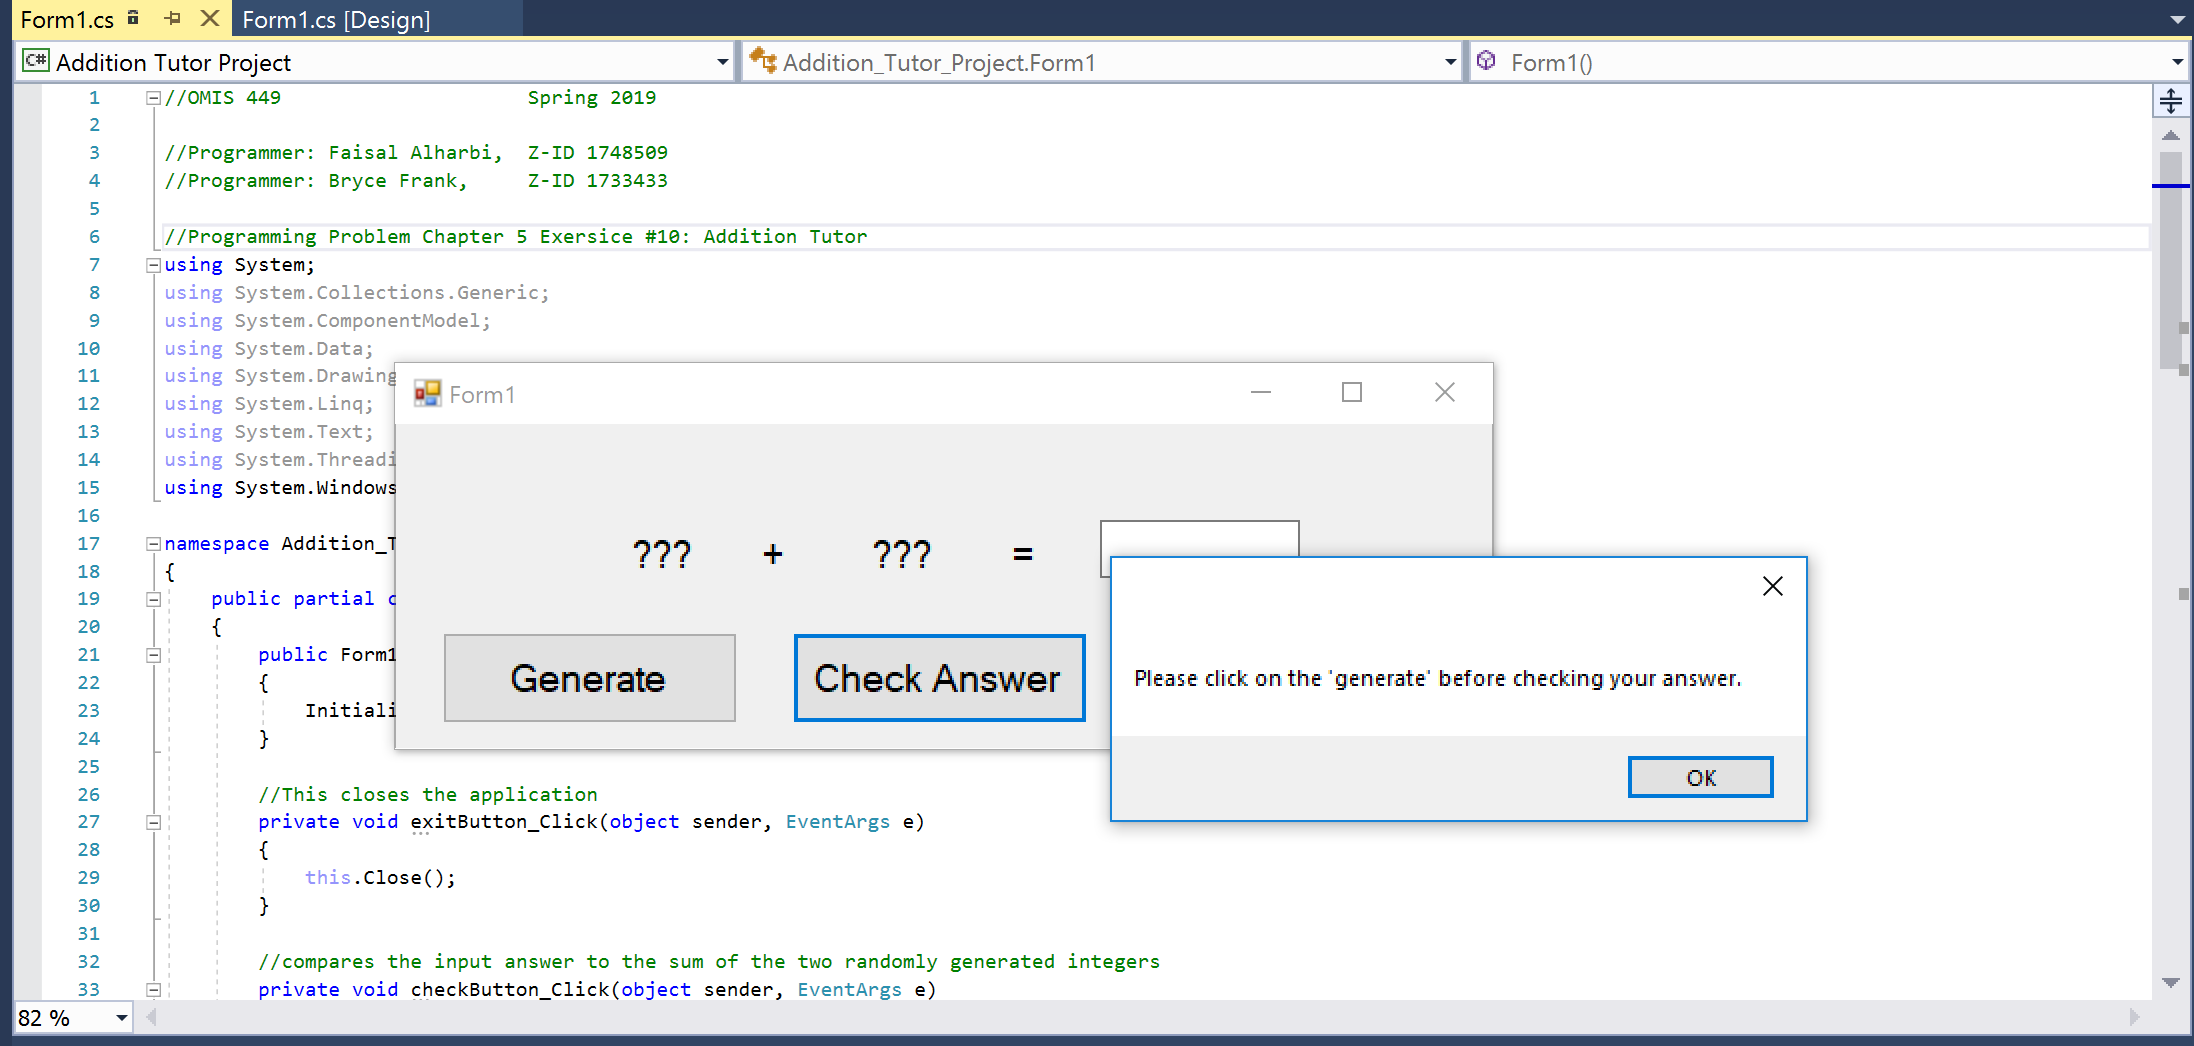 Form1.cs
Form1.cs [Design]
C# Addition Tutor Project
Addition_Tutor_Project.Form1
Form1()
1 //OMIS 449 Spring 2019
2
3 //Programmer: Faisal Alharbi, Z-ID 1748509
4 //Programmer: Bryce Frank, Z-ID 1733433
5
6 //Programming Problem Chapter 5 Exersice #10: Addition Tutor
7 using System;
8 using System.Collections.Generic;
9 using System.ComponentModel;
10 using System.Data;
11 using System.Drawing
12 using System.Linq;
13 using System.Text;
14 using System.Threadi
15 using System.Windows
16
17 namespace Addition_T
18 {
19 public partial c
20 {
21 public Form1
22 {
23 Initiali
24 }
25
26 //This closes the application
27 private void exitButton_Click(object sender, EventArgs e)
28 {
29 this.Close();
30 }
31
32 //compares the input answer to the sum of the two randomly generated integers
33 private void checkButton_Click(object sender, EventArgs e)
82 %
Form1
??? + ??? =
Generate
Check Answer
Please click on the 'generate' before checking your answer.
OK